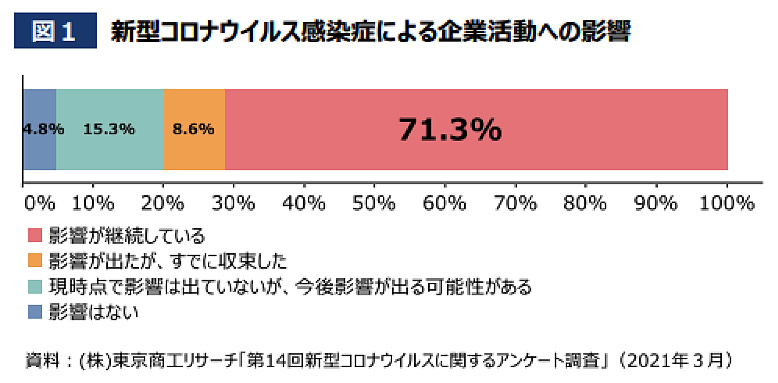 図1 新型コロナウイルス感染症による企業活動への影響
4.8% 15.3% 8.6% 71.3%
0% 10% 20% 30% 40% 50% 60% 70% 80% 90% 100%
影響が継続している
影響が出たが、すでに収束した
現時点で影響は出ていないが、今後影響が出る可能性がある
影響はない
資料：(株)東京商工リサーチ「第14回新型コロナウイルスに関するアンケート調査」（2021年３月）